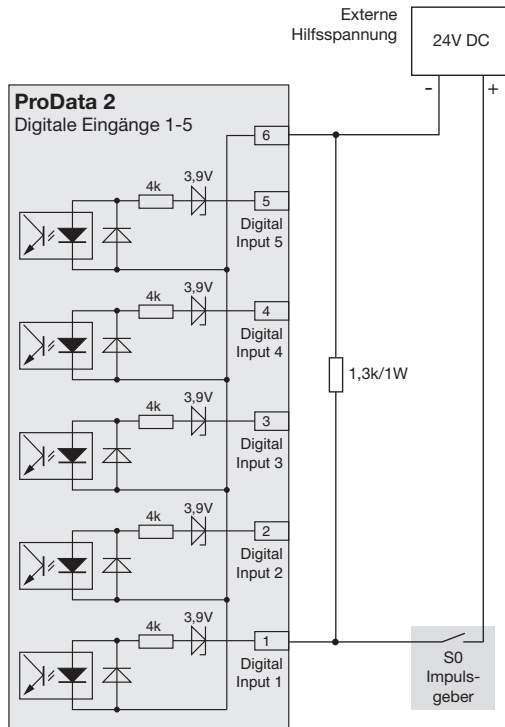 Externe
Hilfsspannung
24V DC
- +
ProData 2
Digitale Eingänge 1-5
6
4k 3,9V
5
Digital
Input 5
4k 3,9V
4
Digital
Input 4
1,3k/1W
4k 3,9V
3
Digital
Input 3
4k 3,9V
2
Digital
Input 2
4k 3,9V
1
Digital
Input 1
S0
Impuls-
geber